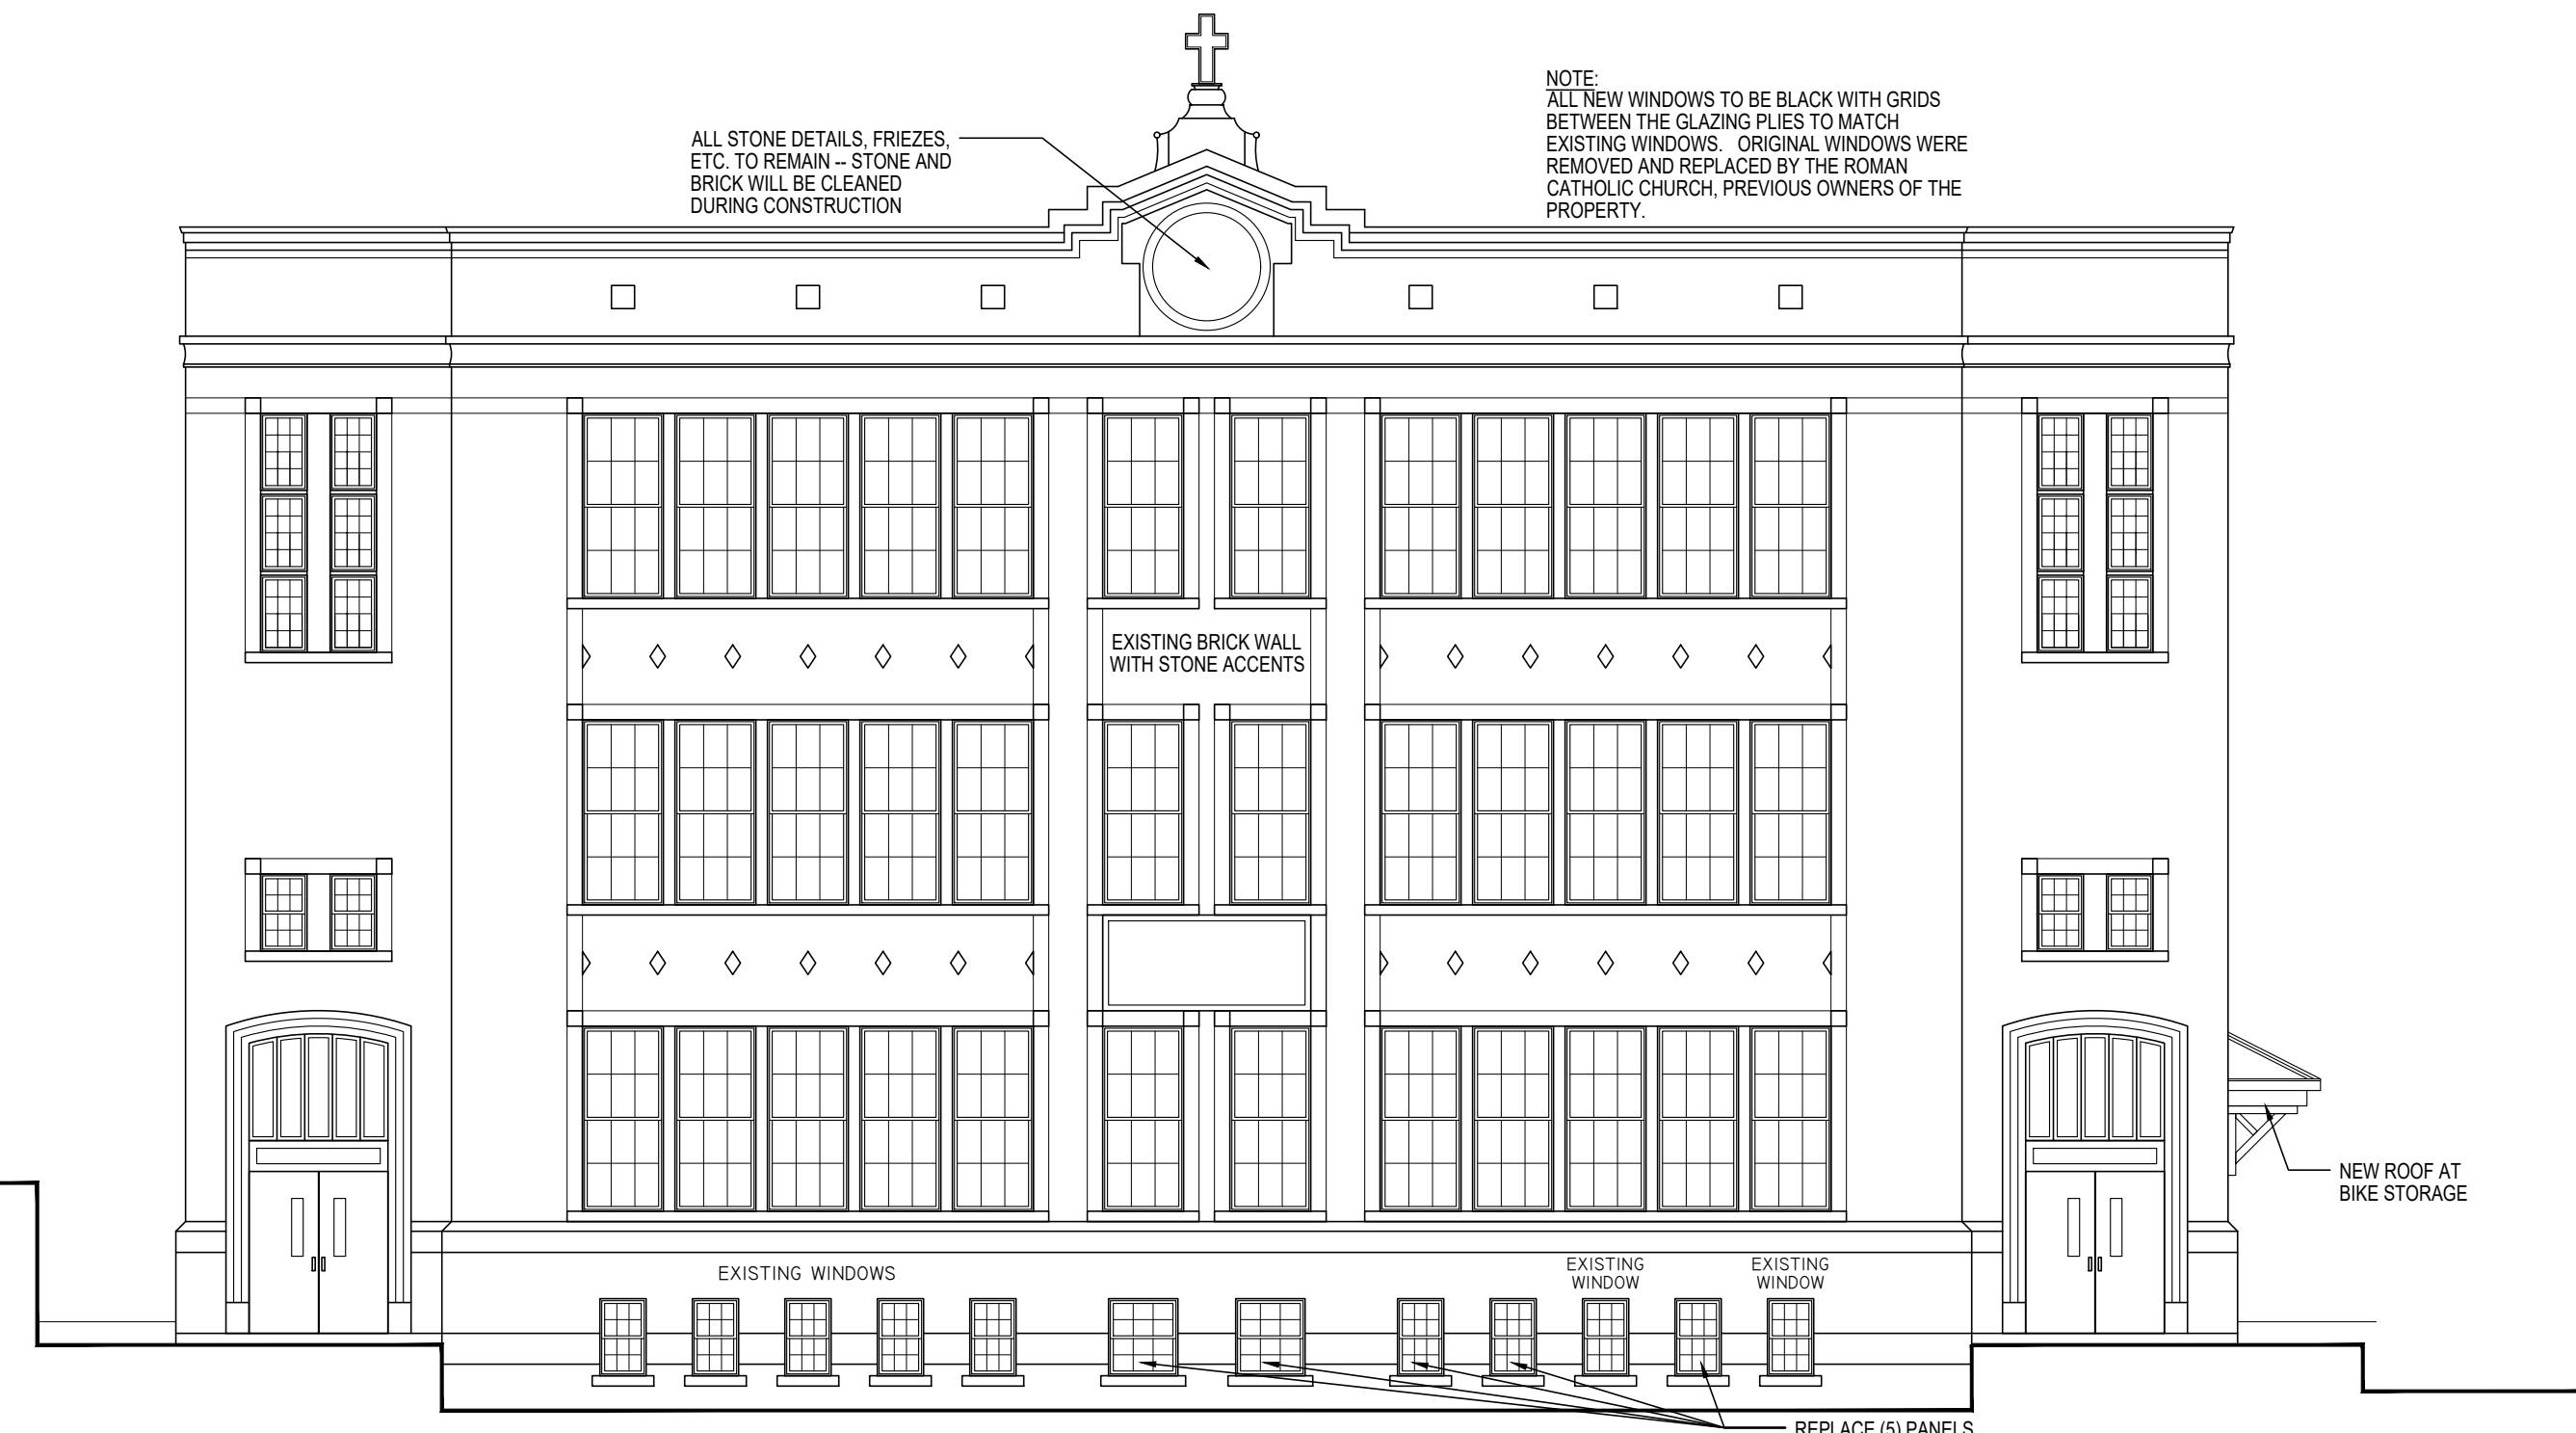 NOTE:
ALL NEW WINDOWS TO BE BLACK WITH GRIDS
BETWEEN THE GLAZING PLIES TO MATCH
EXISTING WINDOWS. ORIGINAL WINDOWS WERE
REMOVED AND REPLACED BY THE ROMAN
CATHOLIC CHURCH, PREVIOUS OWNERS OF THE
PROPERTY.
ALL STONE DETAILS, FRIEZES,
ETC. TO REMAIN -- STONE AND
BRICK WILL BE CLEANED
DURING CONSTRUCTION
EXISTING BRICK WALL
WITH STONE ACCENTS
NEW ROOF AT
BIKE STORAGE
EXISTING WINDOWS
EXISTING
WINDOW
EXISTING
WINDOW
REPLACE (5) PANELS